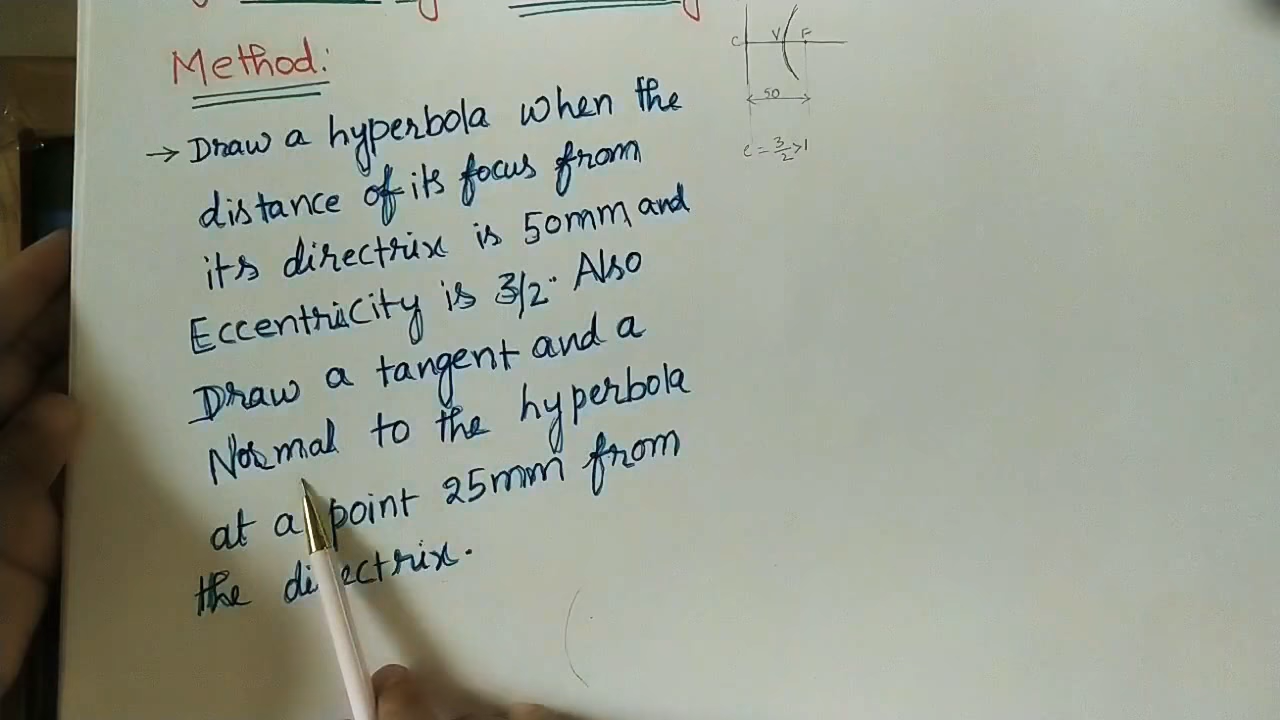 Method:
→ Draw a hyperbola when the
distance of its focus from
its directrix is 50mm and
Eccentricity is 3/2. Also
Draw a tangent and a
Normal to the hyperbola
at a point 25mm from
the directrix.
C V F
50
e = 3/2 > 1